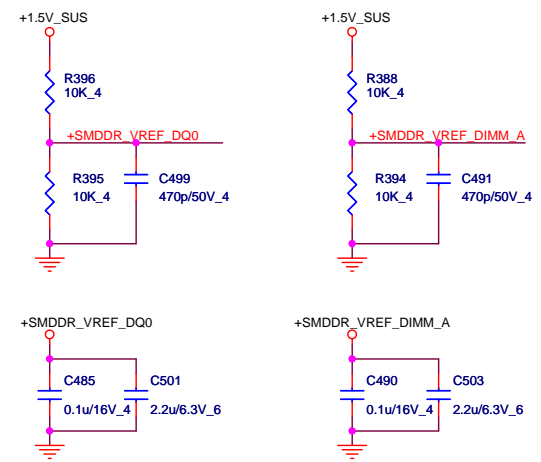 +1.5V_SUS
R396
10K_4
+SMDDR_VREF_DQ0
R395
10K_4
C499
470p/50V_4
+1.5V_SUS
R388
10K_4
+SMDDR_VREF_DIMM_A
R394
10K_4
C491
470p/50V_4
+SMDDR_VREF_DQ0
C485
0.1u/16V_4
C501
2.2u/6.3V_6
+SMDDR_VREF_DIMM_A
C490
0.1u/16V_4
C503
2.2u/6.3V_6